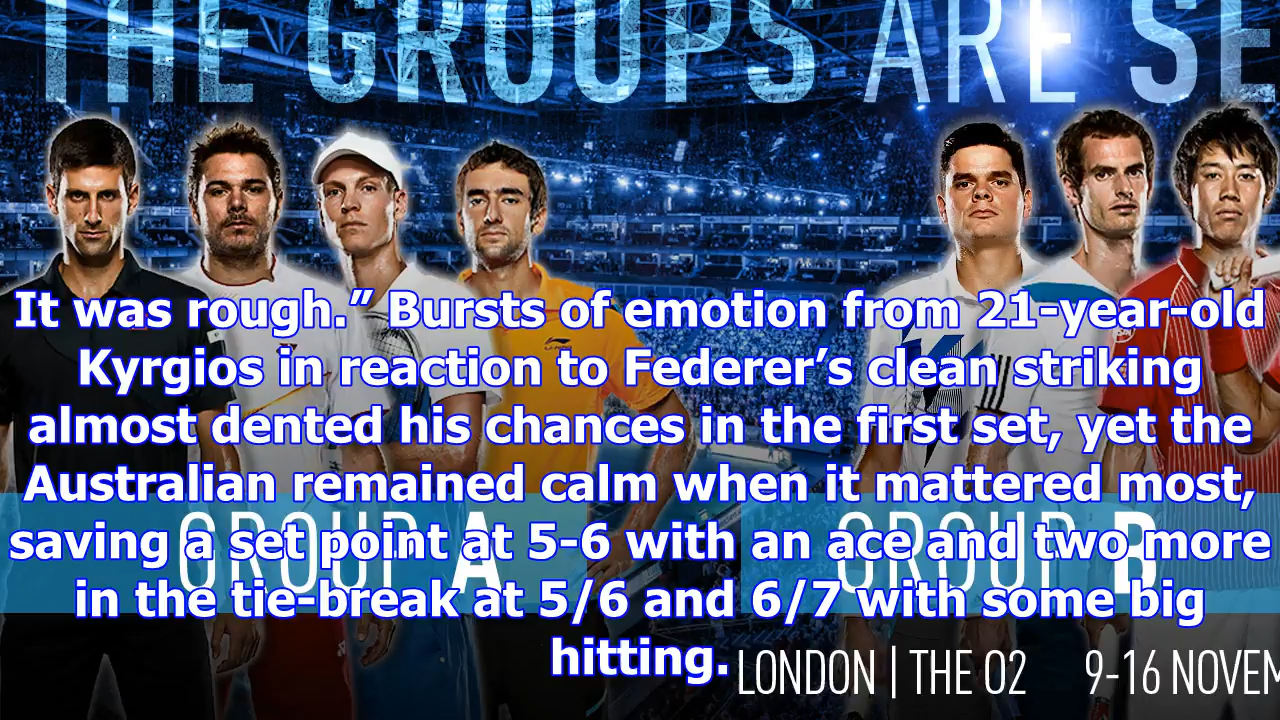 THE GROUPS ARE SE
It was rough.” Bursts of emotion from 21-year-old
Kyrgios in reaction to Federer’s clean striking
almost dented his chances in the first set, yet the
Australian remained calm when it mattered most,
saving a set point at 5-6 with an ace and two more
in the tie-break at 5/6 and 6/7 with some big
hitting.
GROUP A
GROUP B
LONDON | THE O2 9-16 NOVEM